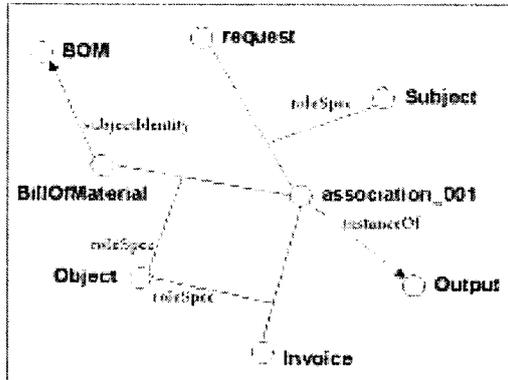 request
BOM
roleSpec
Subject
subjectIdentity
BillOfMaterial
association_001
instanceOf
roleSpec
Object
roleSpec
Output
Invoice